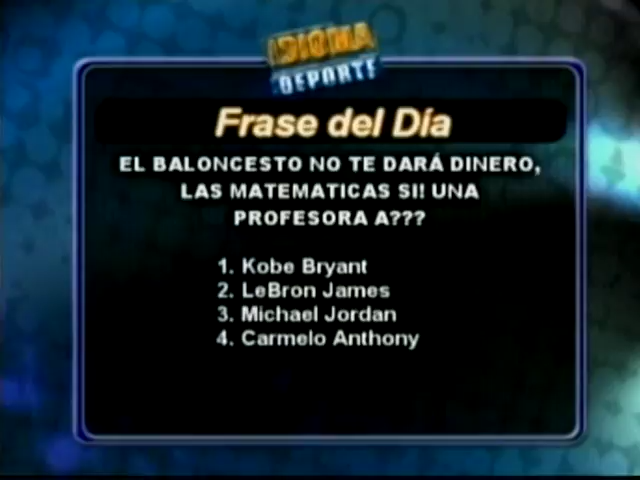 IDIOMA
DEPORTE
Frase del Día
EL BALONCESTO NO TE DARÁ DINERO,
LAS MATEMATICAS SI!! UNA
PROFESORA A???
1. Kobe Bryant
2. LeBron James
3. Michael Jordan
4. Carmelo Anthony